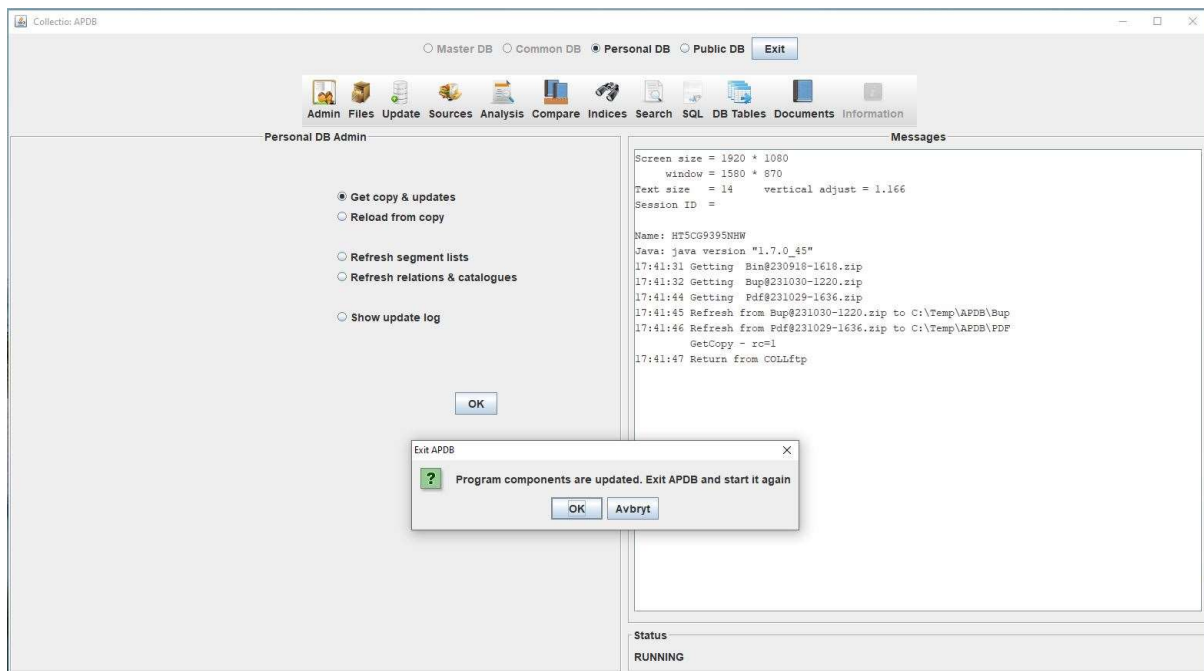 Collectio: APDB
Master DB Common DB Personal DB Public DB Exit
Admin Files Update Sources Analysis Compare Indices Search SQL DB Tables Documents Information
Personal DB Admin
Get copy & updates
Reload from copy
Refresh segment lists
Refresh relations & catalogues
Show update log
OK
Messages
Screen size = 1920 * 1080
window = 1580 * 870
Text size = 14 vertical adjust = 1.166
Session ID =
Name: HT5CG9395NHW
Java: java version "1.7.0_45"
17:41:31 Getting Bin@230918-1618.zip
17:41:32 Getting Bup@231030-1220.zip
17:41:44 Getting Pdf@231029-1636.zip
17:41:45 Refresh from Bup@231030-1220.zip to C:\Temp\APDB\Bup
17:41:46 Refresh from Pdf@231029-1636.zip to C:\Temp\APDB\PDF
GetCopy - rc=1
17:41:47 Return from COLLftp
Exit APDB
Program components are updated. Exit APDB and start it again
OK Avbryt
Status
RUNNING